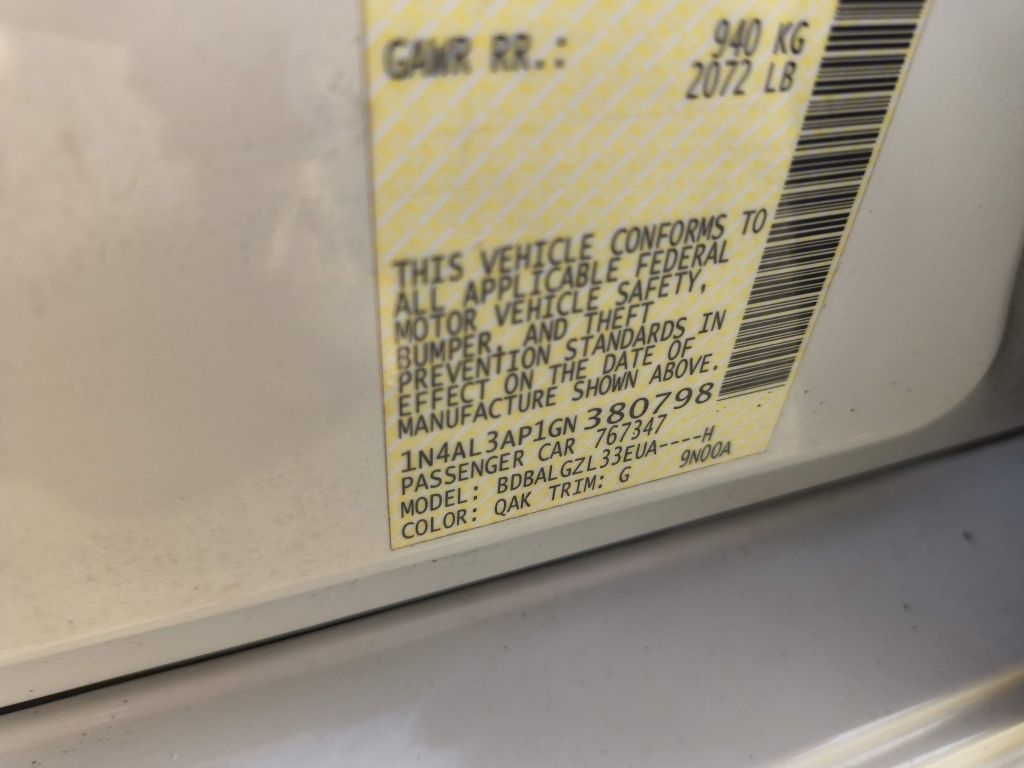 GAWR RR.: 940 KG
2072 LB
THIS VEHICLE CONFORMS TO
ALL APPLICABLE FEDERAL
MOTOR VEHICLE SAFETY,
BUMPER, AND THEFT
PREVENTION STANDARDS IN
EFFECT ON THE DATE OF
MANUFACTURE SHOWN ABOVE.
1N4AL3AP1GN380798
PASSENGER CAR 767347
MODEL: BDBALGZL33EUA----H
COLOR: QAK TRIM: G 9N00A